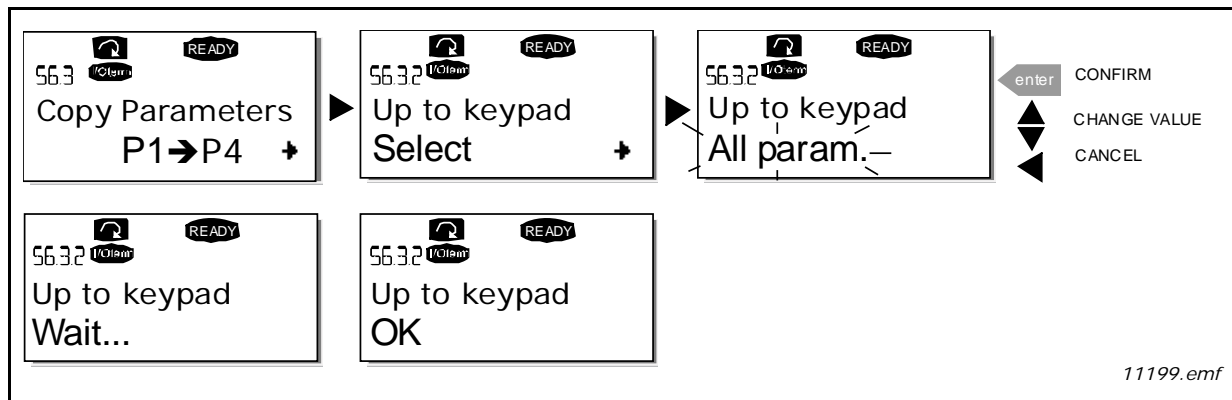 READY
S6.3 I/Oterm
Copy Parameters
P1➔P4
READY
S6.3.2 I/Oterm
Up to keypad
Select
READY
S6.3.2 I/Oterm
Up to keypad
All param.
enter CONFIRM
CHANGE VALUE
CANCEL
READY
S6.3.2 I/Oterm
Up to keypad
Wait...
READY
S6.3.2 I/Oterm
Up to keypad
OK
11199.emf